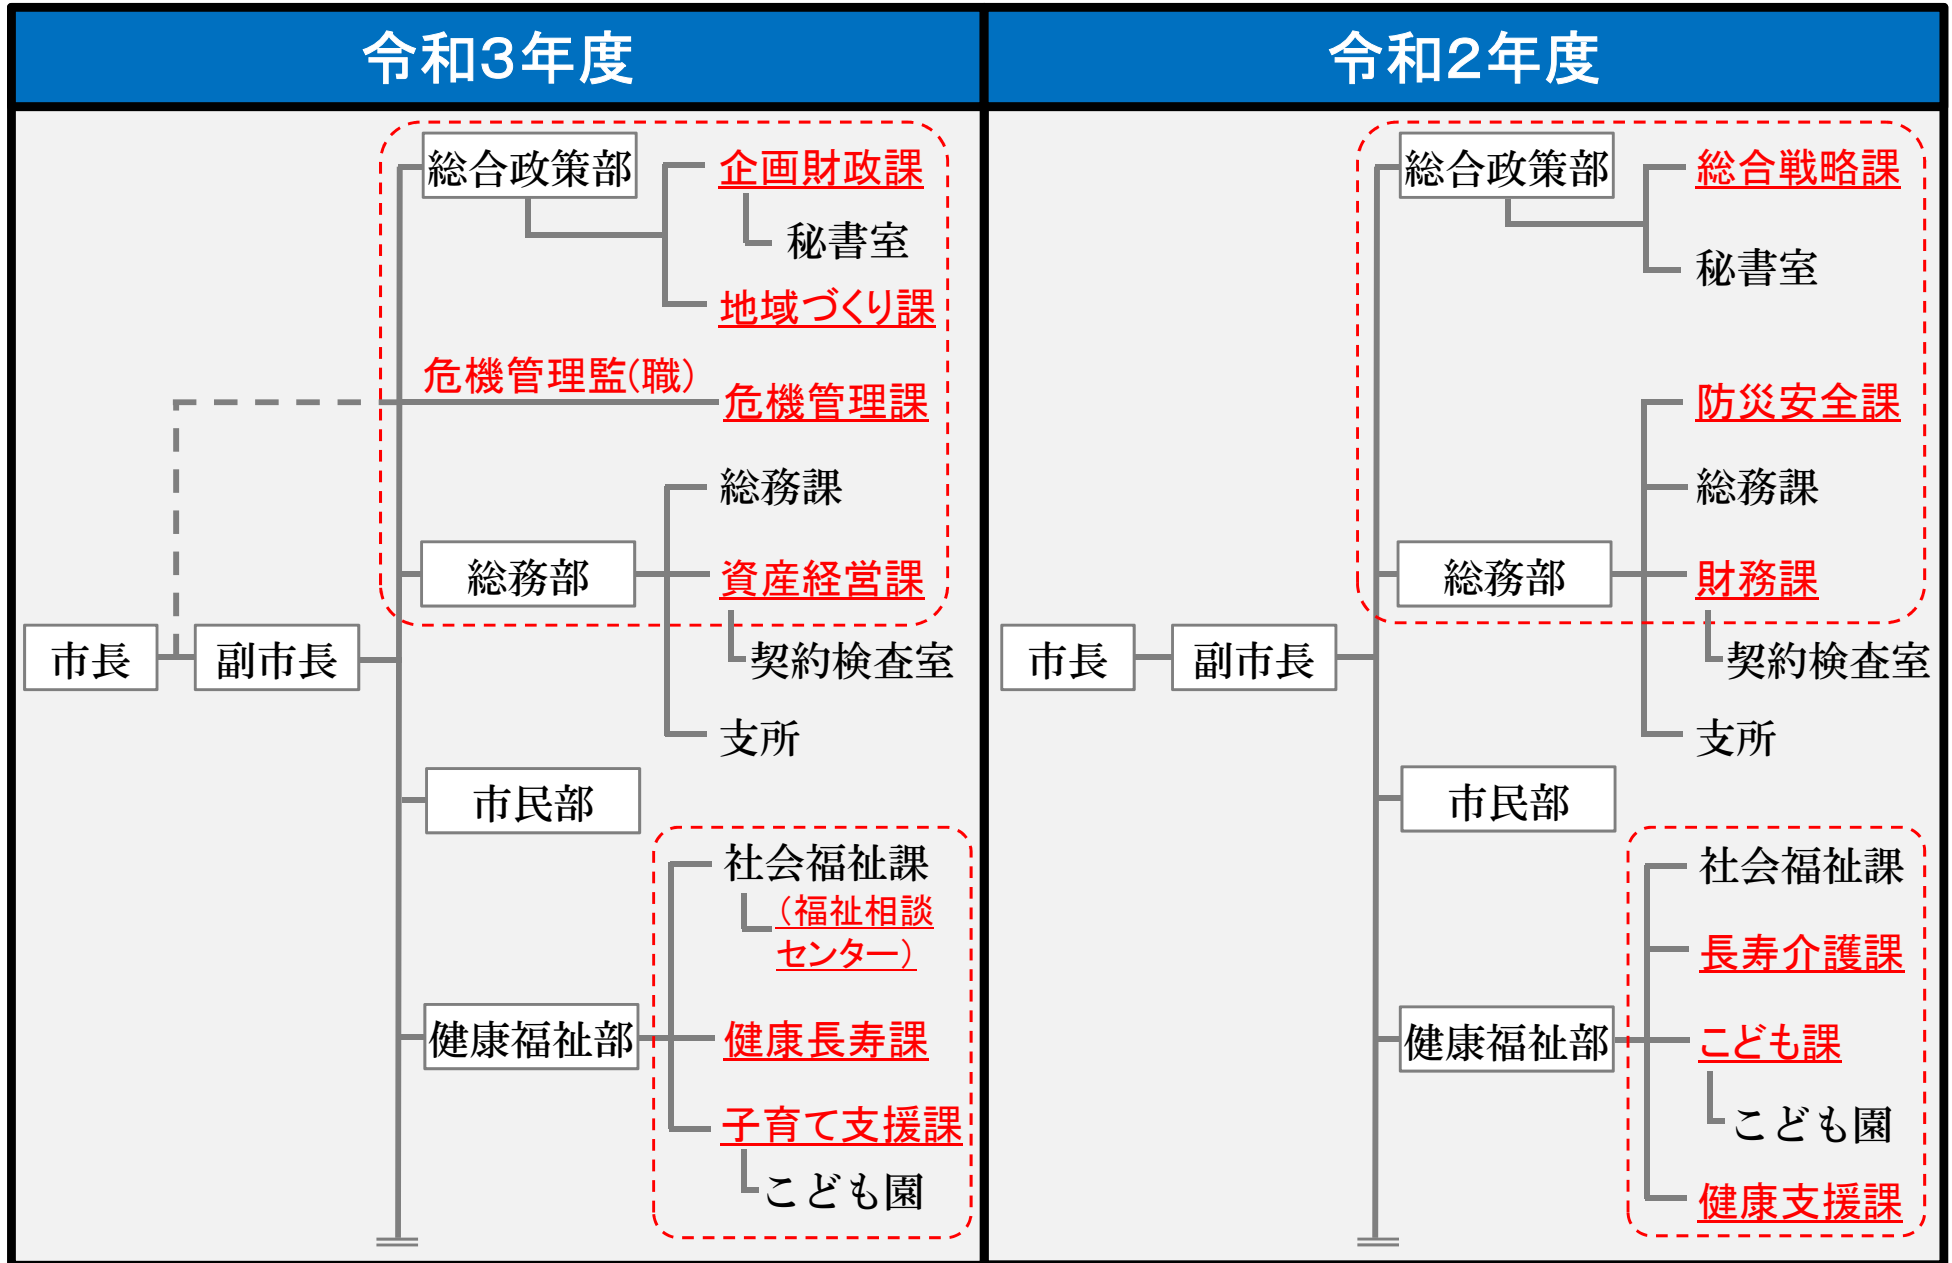 令和3年度
総合政策部
企画財政課
秘書室
地域づくり課
危機管理監(職)
危機管理課
総務課
総務部
資産経営課
市長
副市長
契約検査室
支所
市民部
社会福祉課
(福祉相談
センター)
健康福祉部
健康長寿課
子育て支援課
こども園
令和2年度
総合政策部
総合戦略課
秘書室
防災安全課
総務課
総務部
財務課
市長
副市長
契約検査室
支所
市民部
社会福祉課
長寿介護課
健康福祉部
こども課
こども園
健康支援課